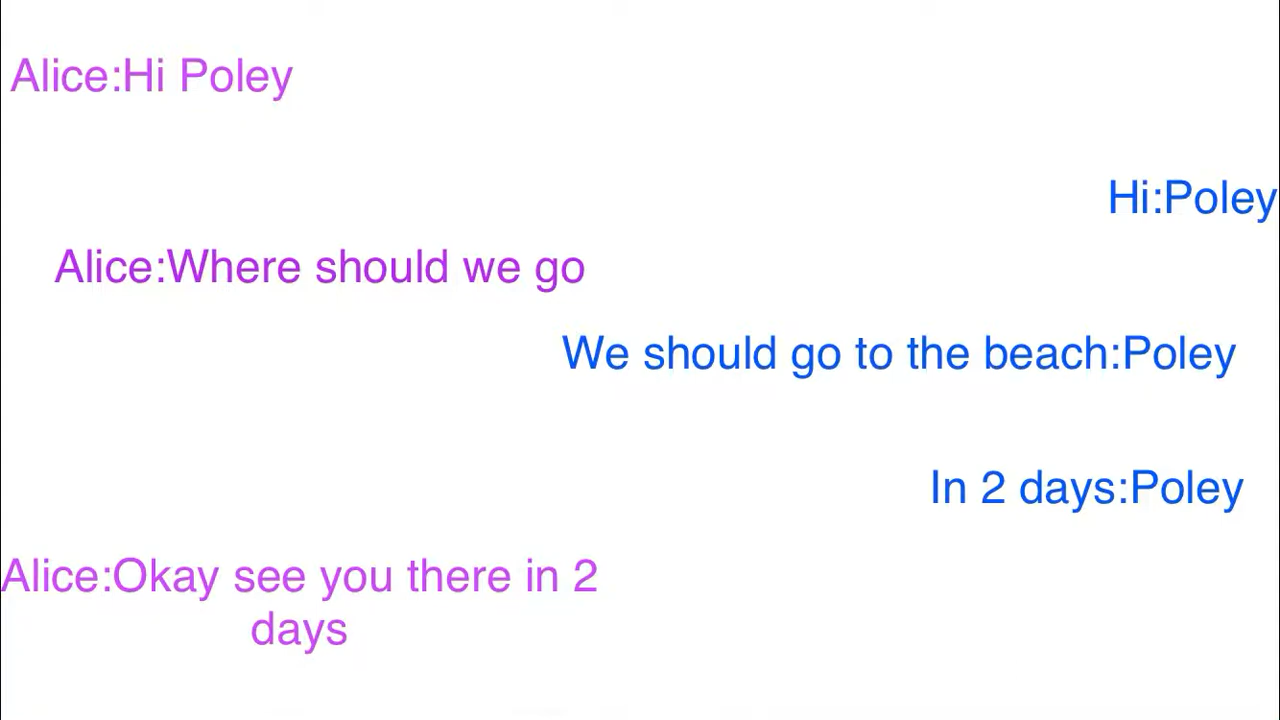 Alice:Hi Poley
Hi:Poley
Alice:Where should we go
We should go to the beach:Poley
In 2 days:Poley
Alice:Okay see you there in 2
days